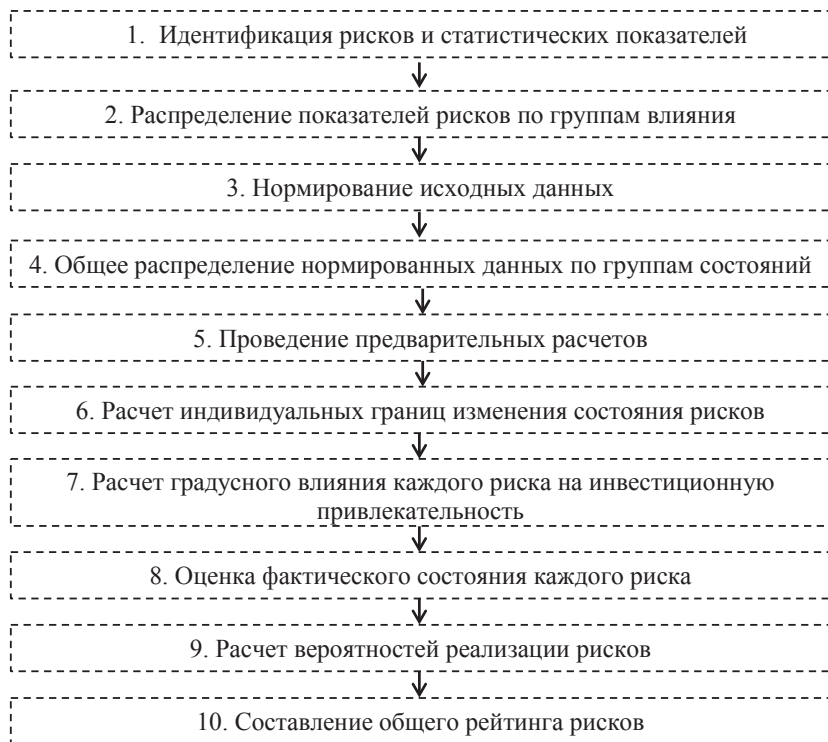 1. Идентификация рисков и статистических показателей
2. Распределение показателей рисков по группам влияния
3. Нормирование исходных данных
4. Общее распределение нормированных данных по группам состояний
5. Проведение предварительных расчетов
6. Расчет индивидуальных границ изменения состояния рисков
7. Расчет градусного влияния каждого риска на инвестиционную
привлекательность
8. Оценка фактического состояния каждого риска
9. Расчет вероятностей реализации рисков
10. Составление общего рейтинга рисков